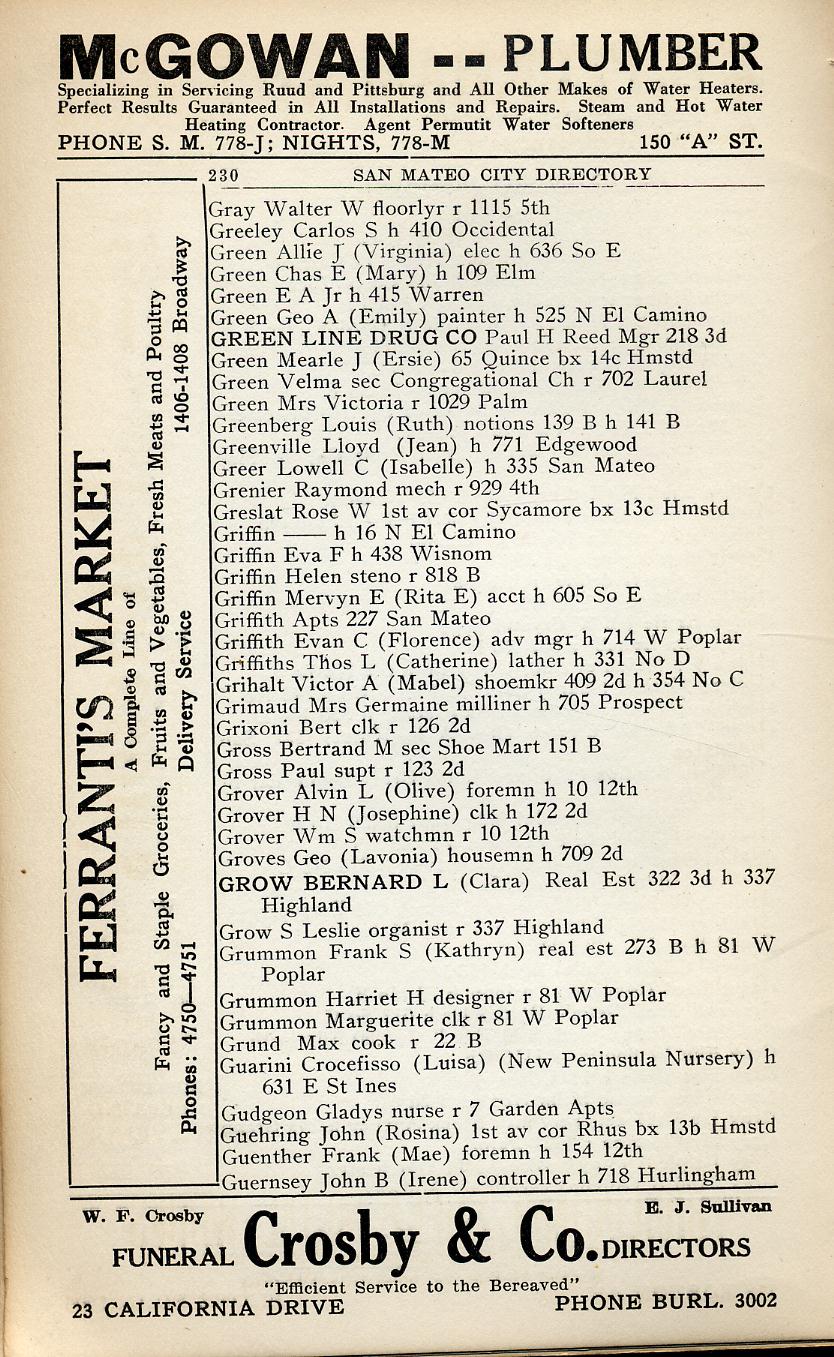 McGOWAN -- PLUMBER
Specializing in Servicing Ruud and Pittsburg and All Other Makes of Water Heaters.
Perfect Results Guaranteed in All Installations and Repairs. Steam and Hot Water
Heating Contractor. Agent Permutit Water Softeners
PHONE S. M. 778-J; NIGHTS, 778-M 150 "A" ST.
230 SAN MATEO CITY DIRECTORY
FERRANTI'S MARKET
A Complete Line of
Fancy and Staple Groceries, Fruits and Vegetables, Fresh Meats and Poultry
Phones: 4750—4751 Delivery Service 1406-1408 Broadway
Gray Walter W floorlyr r 1115 5th
Greeley Carlos S h 410 Occidental
Green Allie J (Virginia) elec h 636 So E
Green Chas E (Mary) h 109 Elm
Green E A Jr h 415 Warren
Green Geo A (Emily) painter h 525 N El Camino
GREEN LINE DRUG CO Paul H Reed Mgr 218 3d
Green Mearle J (Ersie) 65 Quince bx 14c Hmstd
Green Velma sec Congregational Ch r 702 Laurel
Green Mrs Victoria r 1029 Palm
Greenberg Louis (Ruth) notions 139 B h 141 B
Greenville Lloyd (Jean) h 771 Edgewood
Greer Lowell C (Isabelle) h 335 San Mateo
Grenier Raymond mech r 929 4th
Greslat Rose W 1st av cor Sycamore bx 13c Hmstd
Griffin —— h 16 N El Camino
Griffin Eva F h 438 Wisnom
Griffin Helen steno r 818 B
Griffin Mervyn E (Rita E) acct h 605 So E
Griffith Apts 227 San Mateo
Griffith Evan C (Florence) adv mgr h 714 W Poplar
Griffiths Thos L (Catherine) lather h 331 No D
Grihalt Victor A (Mabel) shoemkr 409 2d h 354 No C
Grimaud Mrs Germaine milliner h 705 Prospect
Grixoni Bert clk r 126 2d
Gross Bertrand M sec Shoe Mart 151 B
Gross Paul supt r 123 2d
Grover Alvin L (Olive) foremn h 10 12th
Grover H N (Josephine) clk h 172 2d
Grover Wm S watchmn r 10 12th
Groves Geo (Lavonia) housemn h 709 2d
GROW BERNARD L (Clara) Real Est 322 3d h 337
Highland
Grow S Leslie organist r 337 Highland
Grummon Frank S (Kathryn) real est 273 B h 81 W
Poplar
Grummon Harriet H designer r 81 W Poplar
Grummon Marguerite clk r 81 W Poplar
Grund Max cook r 22 B
Guarini Crocefisso (Luisa) (New Peninsula Nursery) h
631 E St Ines
Gudgeon Gladys nurse r 7 Garden Apts
Guehring John (Rosina) 1st av cor Rhus bx 13b Hmstd
Guenther Frank (Mae) foremn h 154 12th
Guernsey John B (Irene) controller h 718 Hurlingham
W. F. Crosby E. J. Sullivan
FUNERAL Crosby & Co. DIRECTORS
"Efficient Service to the Bereaved"
23 CALIFORNIA DRIVE PHONE BURL. 3002